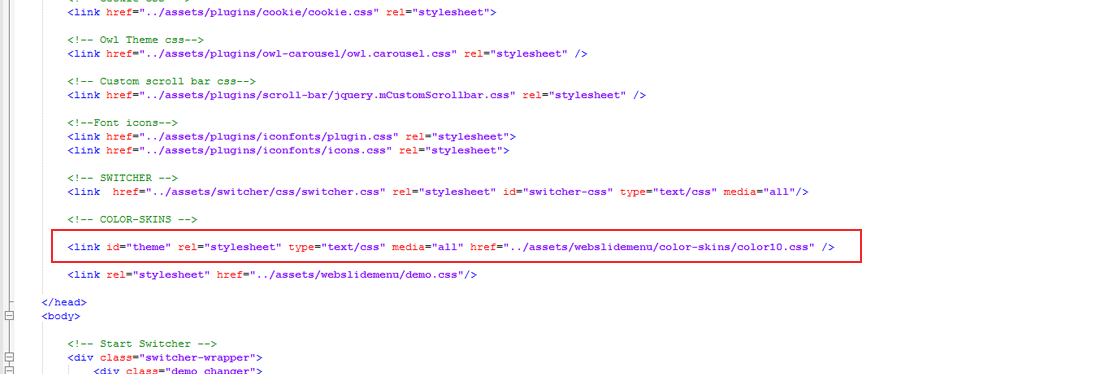 <!-- Cookie css -->
<link href="../assets/plugins/cookie/cookie.css" rel="stylesheet">
<!-- Owl Theme css-->
<link href="../assets/plugins/owl-carousel/owl.carousel.css" rel="stylesheet" />
<!-- Custom scroll bar css-->
<link href="../assets/plugins/scroll-bar/jquery.mCustomScrollbar.css" rel="stylesheet" />
<!--Font icons-->
<link href="../assets/plugins/iconfonts/plugin.css" rel="stylesheet">
<link href="../assets/plugins/iconfonts/icons.css" rel="stylesheet">
<!-- SWITCHER -->
<link  href="../assets/switcher/css/switcher.css" rel="stylesheet" id="switcher-css" type="text/css" media="all"/>
<!-- COLOR-SKINS -->
<link id="theme" rel="stylesheet" type="text/css" media="all" href="../assets/webslidemenu/color-skins/color10.css" />
<link rel="stylesheet" href="../assets/webslidemenu/demo.css"/>
</head>
<body>
<!-- Start Switcher -->
<div class="switcher-wrapper">
<div class="demo_changer">